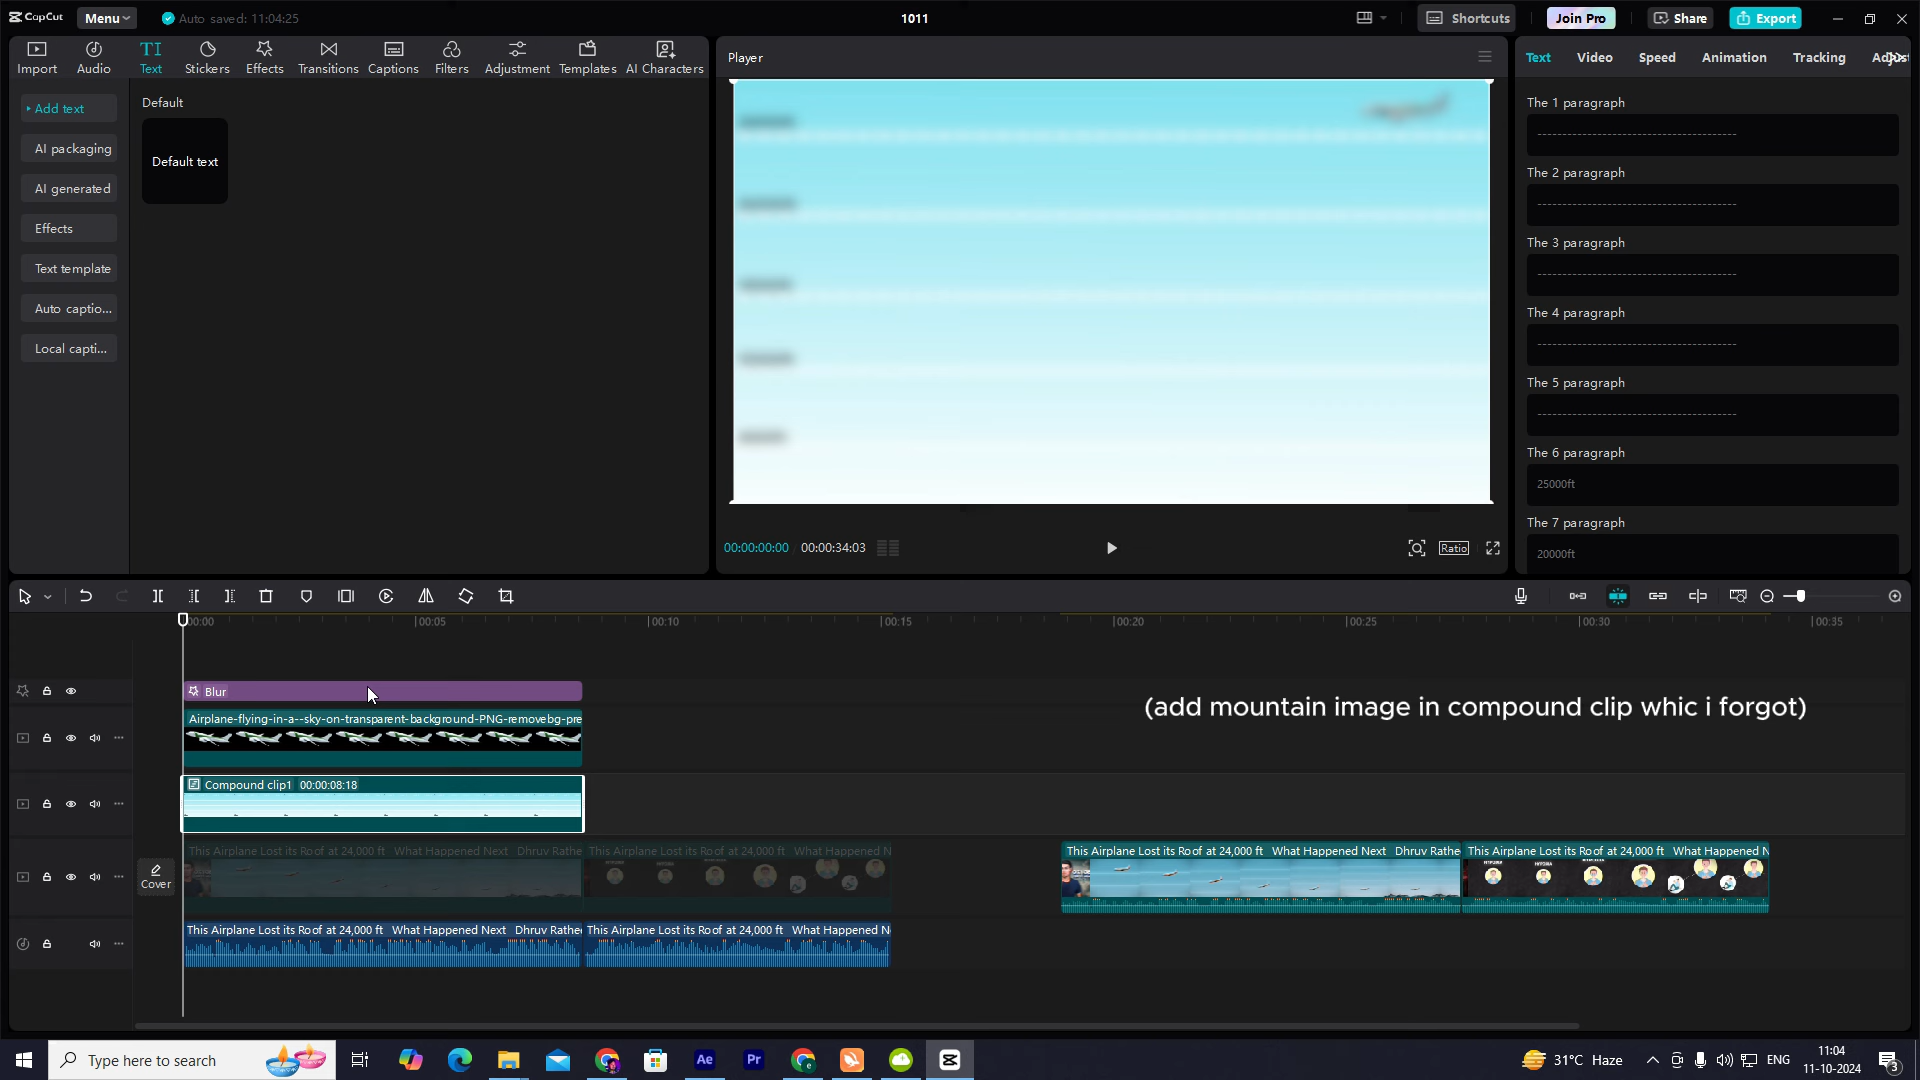 CapCut
Menu
Auto saved: 11:04:25
1011
Shortcuts
Join Pro
Share
Export
Import
Audio
TI
Text
Stickers
Effects
Transitions
Captions
Filters
Adjustment
Templates
AI Characters
Add text
AI packaging
AI generated
Effects
Text template
Auto captio...
Local capti...
Default
Default text
Player
00:00:00:00
00:00:34:03
Ratio
Text
Video
Speed
Animation
Tracking
The 1 paragraph
---------------------------------------
The 2 paragraph
---------------------------------------
The 3 paragraph
---------------------------------------
The 4 paragraph
---------------------------------------
The 5 paragraph
---------------------------------------
The 6 paragraph
25000ft
The 7 paragraph
20000ft
00:00
00:05
00:10
00:15
00:20
00:25
00:30
00:35
Blur
(add mountain image in compound clip whic i forgot)
Airplane-flying-in-a--sky-on-transparent-background-PNG-removebg-pre
Compound clip1 00:00:08:18
Cover
This Airplane Lost its Roof at 24,000 ft What Happened Next Dhruv Rathe
This Airplane Lost its Roof at 24,000 ft What Happened N
This Airplane Lost its Roof at 24,000 ft What Happened Next Dhruv Rathe
This Airplane Lost its Roof at 24,000 ft What Happened N
This Airplane Lost its Roof at 24,000 ft What Happened Next Dhruv Rathe
This Airplane Lost its Roof at 24,000 ft What Happened N
Type here to search
Ae
Pr
31°C Haze
ENG
11:04
11-10-2024
3